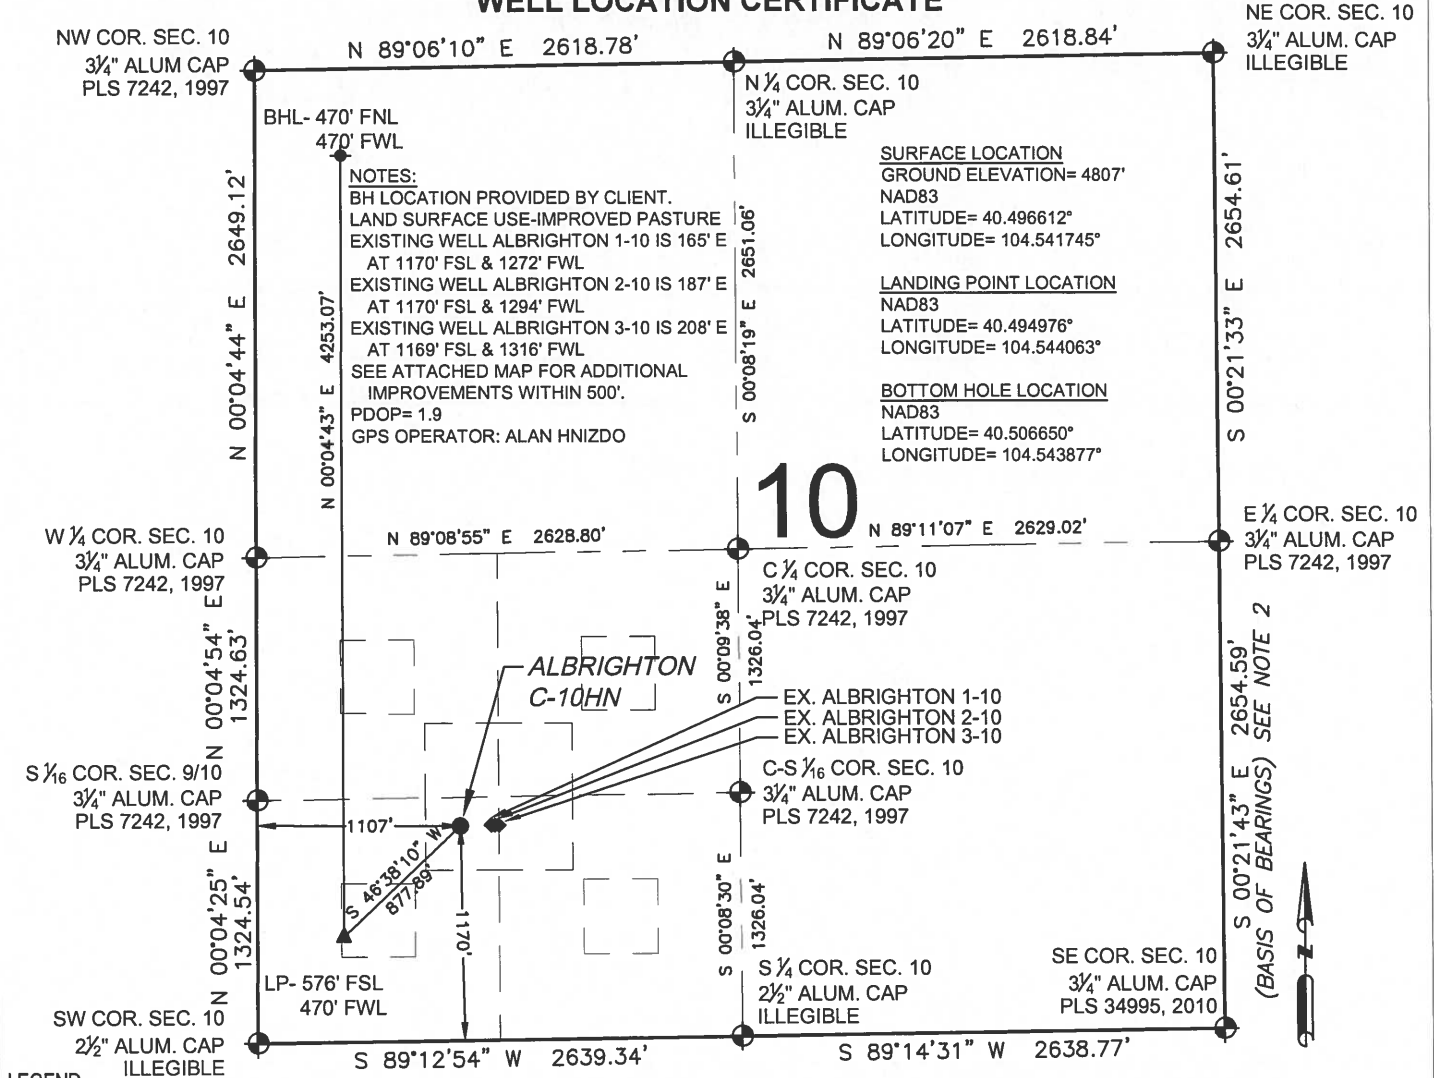 WELL LOCATION CERTIFICATE
NW COR. SEC. 10
3¼" ALUM CAP
PLS 7242, 1997
N 89°06'10" E 2618.78'
N 89°06'20" E 2618.84'
NE COR. SEC. 10
3¼" ALUM. CAP
ILLEGIBLE
N ¼ COR. SEC. 10
3¼" ALUM. CAP
ILLEGIBLE
BHL- 470' FNL
470' FWL
NOTES:
BH LOCATION PROVIDED BY CLIENT.
LAND SURFACE USE-IMPROVED PASTURE
EXISTING WELL ALBRIGHTON 1-10 IS 165' E
AT 1170' FSL & 1272' FWL
EXISTING WELL ALBRIGHTON 2-10 IS 187' E
AT 1170' FSL & 1294' FWL
EXISTING WELL ALBRIGHTON 3-10 IS 208' E
AT 1169' FSL & 1316' FWL
SEE ATTACHED MAP FOR ADDITIONAL
IMPROVEMENTS WITHIN 500'.
PDOP= 1.9
GPS OPERATOR: ALAN HNIZDO
SURFACE LOCATION
GROUND ELEVATION= 4807'
NAD83
LATITUDE= 40.496612°
LONGITUDE= 104.541745°
LANDING POINT LOCATION
NAD83
LATITUDE= 40.494976°
LONGITUDE= 104.544063°
BOTTOM HOLE LOCATION
NAD83
LATITUDE= 40.506650°
LONGITUDE= 104.543877°
N 00°04'44" E 2649.12'
N 00°04'43" E 4253.07'
S 00°08'19" E 2651.06'
S 00°21'33" E 2654.61'
10
W ¼ COR. SEC. 10
3¼" ALUM. CAP
PLS 7242, 1997
N 89°08'55" E 2628.80'
N 89°11'07" E 2629.02'
E ¼ COR. SEC. 10
3¼" ALUM. CAP
PLS 7242, 1997
C ¼ COR. SEC. 10
3¼" ALUM. CAP
PLS 7242, 1997
N 00°04'54" E
1324.63'
S 00°09'38" E
1326.04'
ALBRIGHTON
C-10HN
EX. ALBRIGHTON 1-10
EX. ALBRIGHTON 2-10
EX. ALBRIGHTON 3-10
S 1⁄16 COR. SEC. 9/10
3¼" ALUM. CAP
PLS 7242, 1997
C-S 1⁄16 COR. SEC. 10
3¼" ALUM. CAP
PLS 7242, 1997
1107'
S 46°38'10" W
877.89'
1170'
N 00°04'25" E
1324.54'
S 00°08'30" E
1326.04'
S 00°21'43" E 2654.59'
(BASIS OF BEARINGS) SEE NOTE 2
N
LP- 576' FSL
470' FWL
SW COR. SEC. 10
2½" ALUM. CAP
ILLEGIBLE
S ¼ COR. SEC. 10
2½" ALUM. CAP
ILLEGIBLE
SE COR. SEC. 10
3¼" ALUM. CAP
PLS 34995, 2010
S 89°12'54" W 2639.34'
S 89°14'31" W 2638.77'
LEGEND